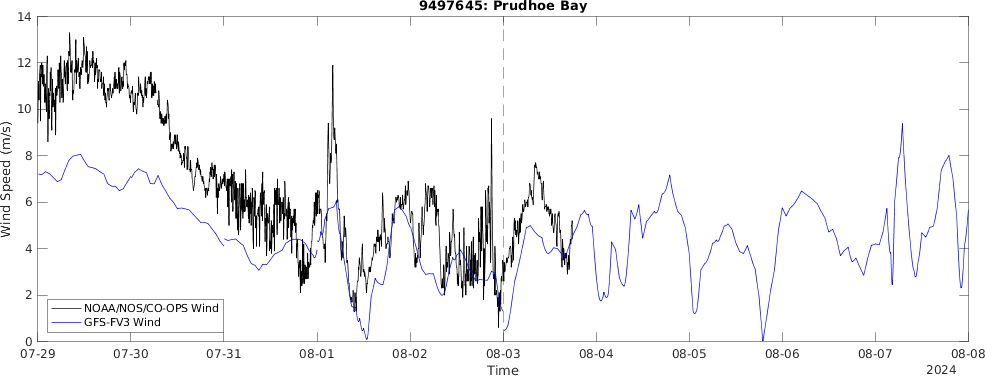 9497645: Prudhoe Bay
14
12
10
8
6
4
2
0
Wind Speed (m/s)
NOAA/NOS/CO-OPS Wind
GFS-FV3 Wind
07-29 07-30 07-31 08-01 08-02 08-03 08-04 08-05 08-06 08-07 08-08
Time
2024